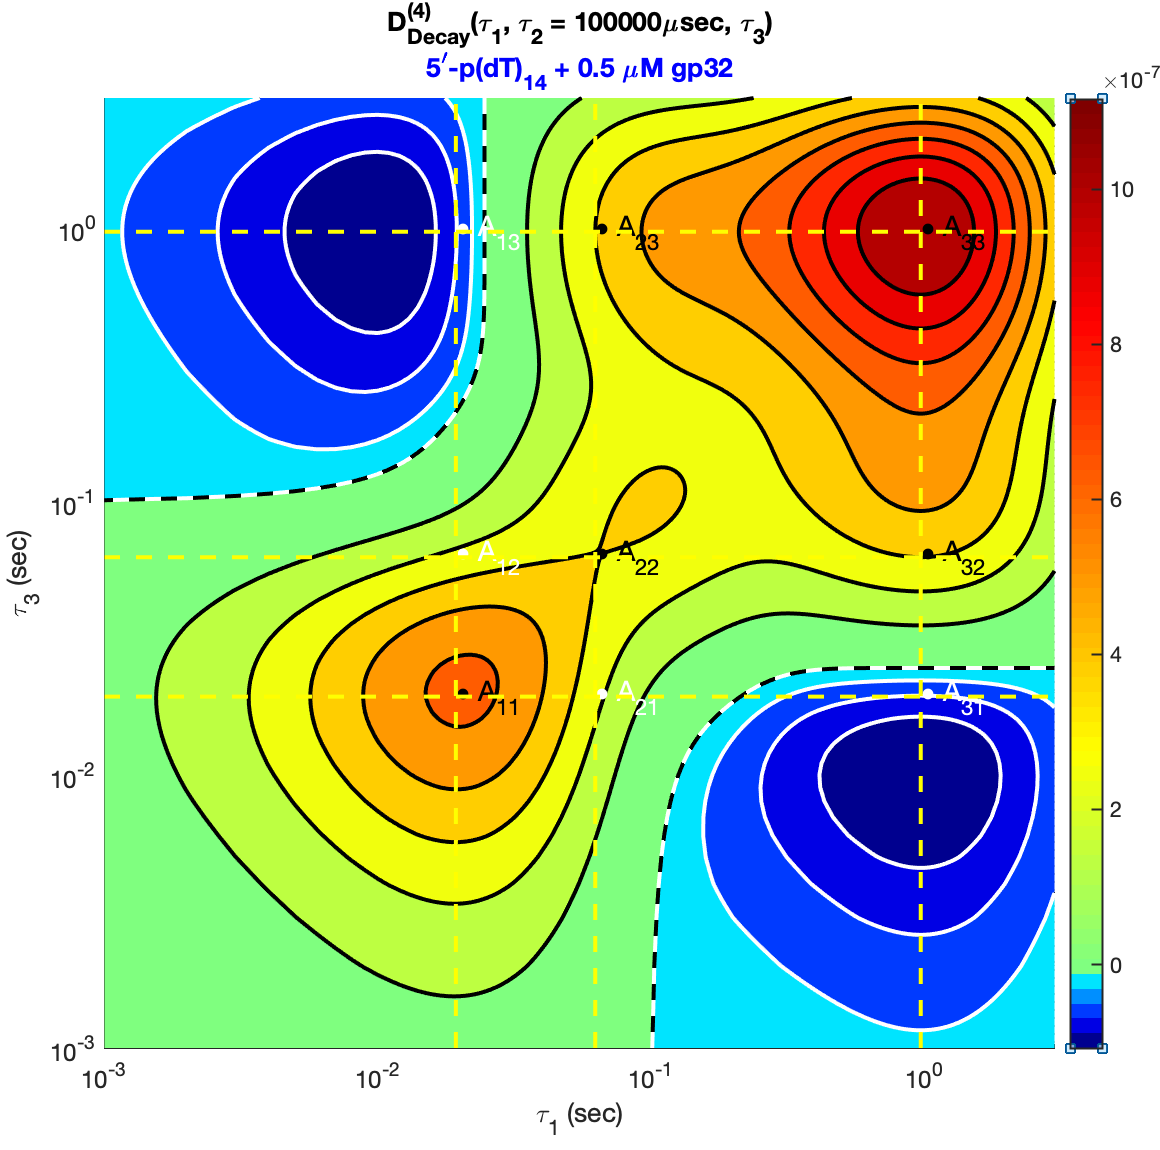 D(4)Decay(τ1, τ2 = 100000μsec, τ3)
5′-p(dT)14 + 0.5 μM gp32
×10-7
10
8
6
4
2
0
100
10-1
10-2
10-3
τ3 (sec)
A13
A23
A33
A12
A22
A32
A11
A21
A31
10-3
10-2
10-1
100
τ1 (sec)